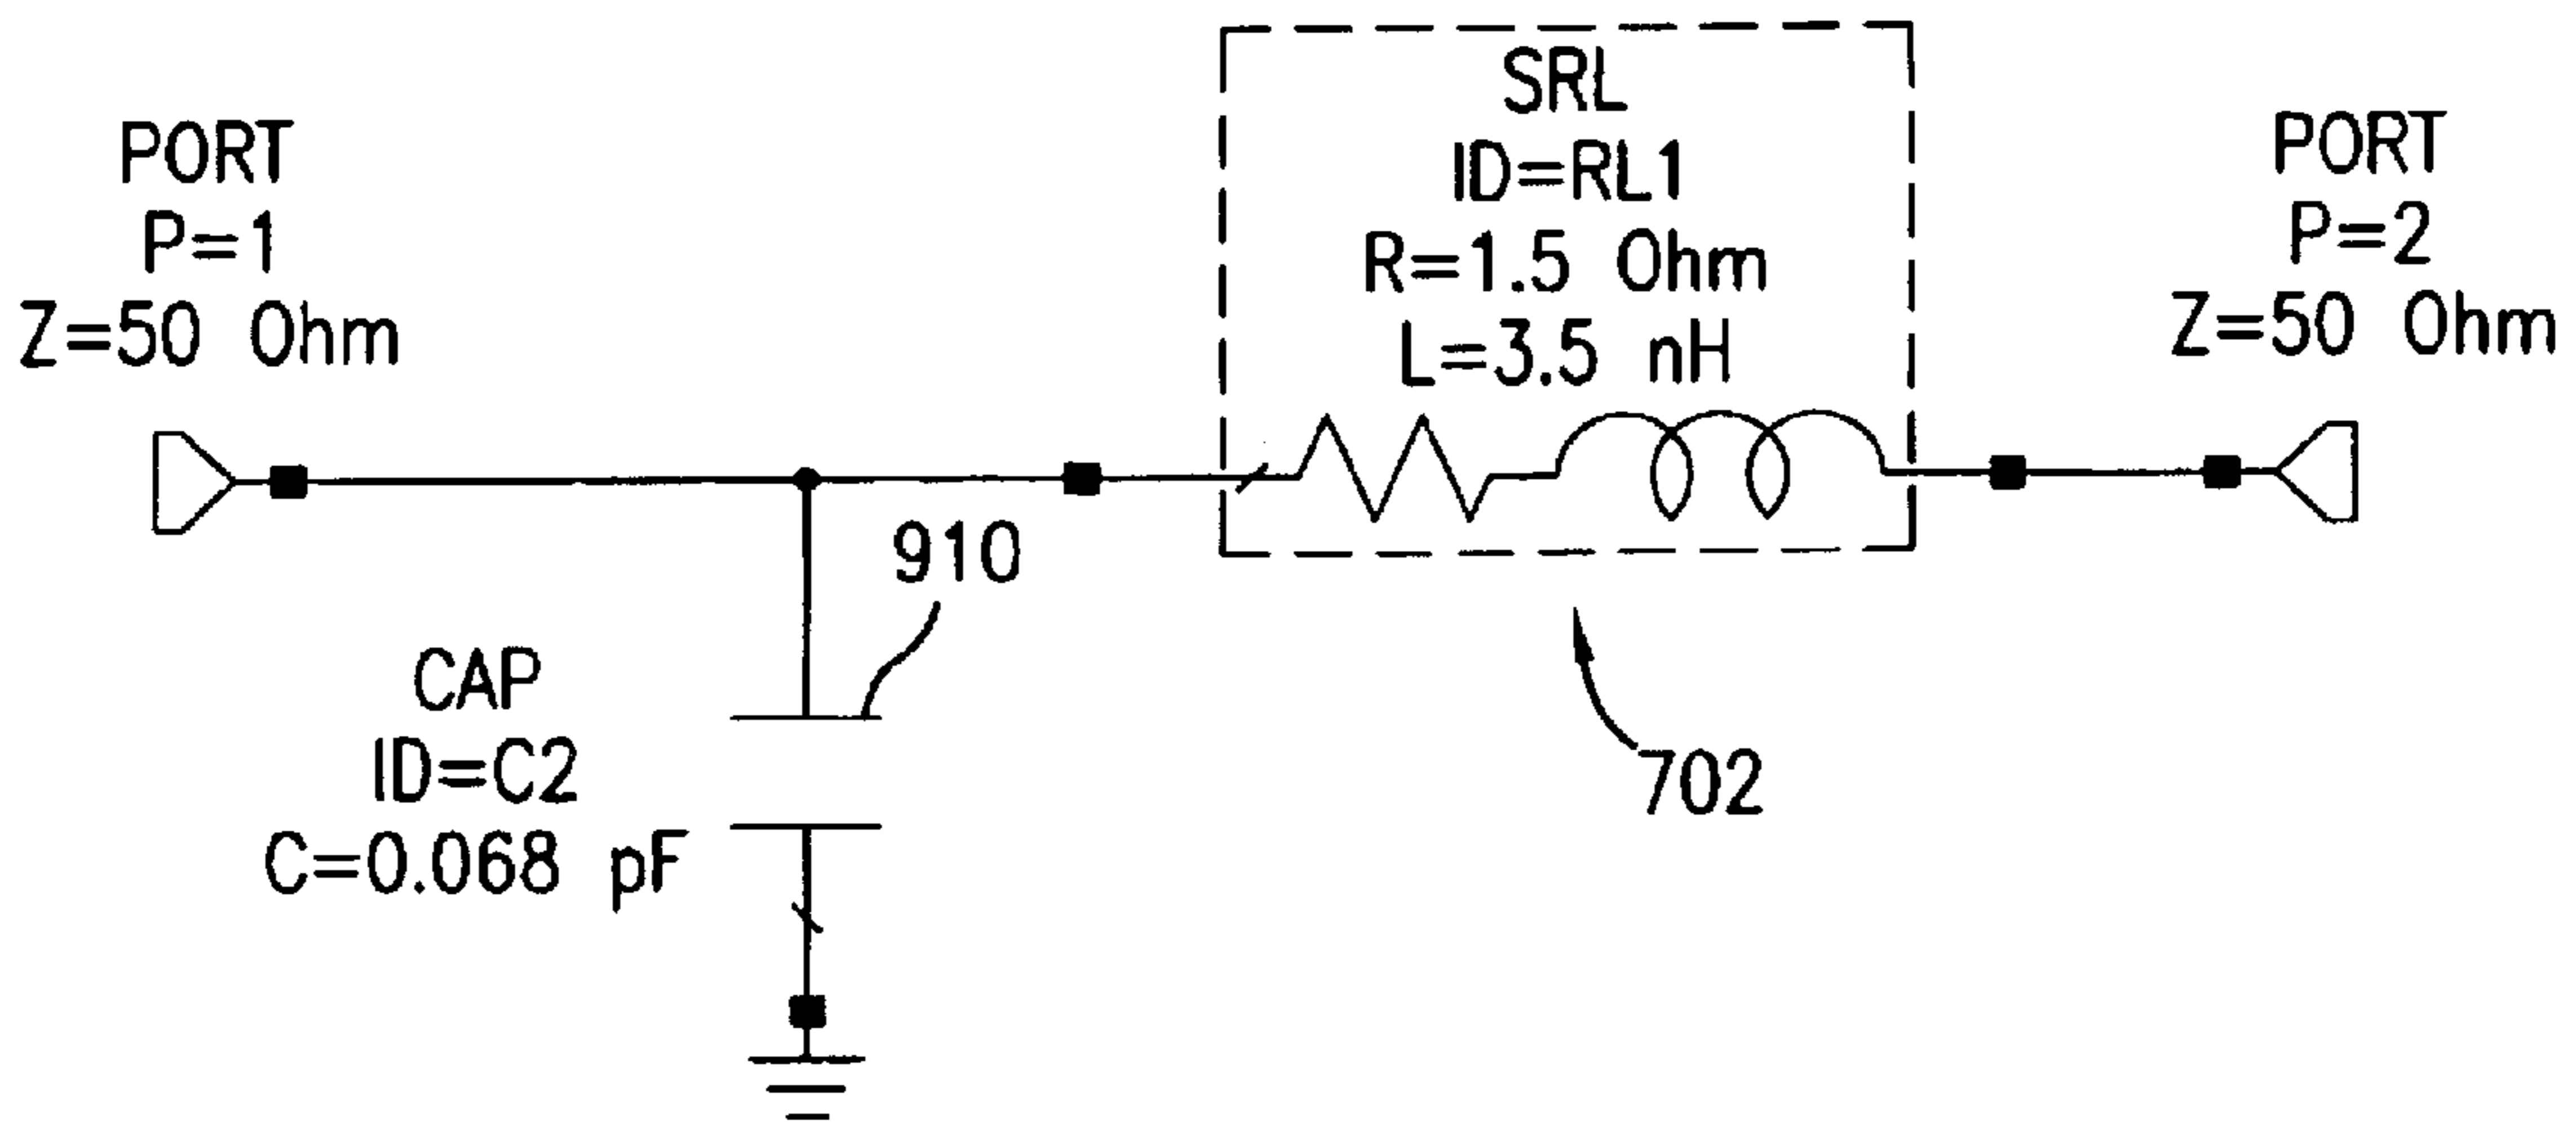 PORT
P=1
Z=50 Ohm
SRL
ID=RL1
R=1.5 Ohm
L=3.5 nH
PORT
P=2
Z=50 Ohm
910
CAP
ID=C2
C=0.068 pF
702